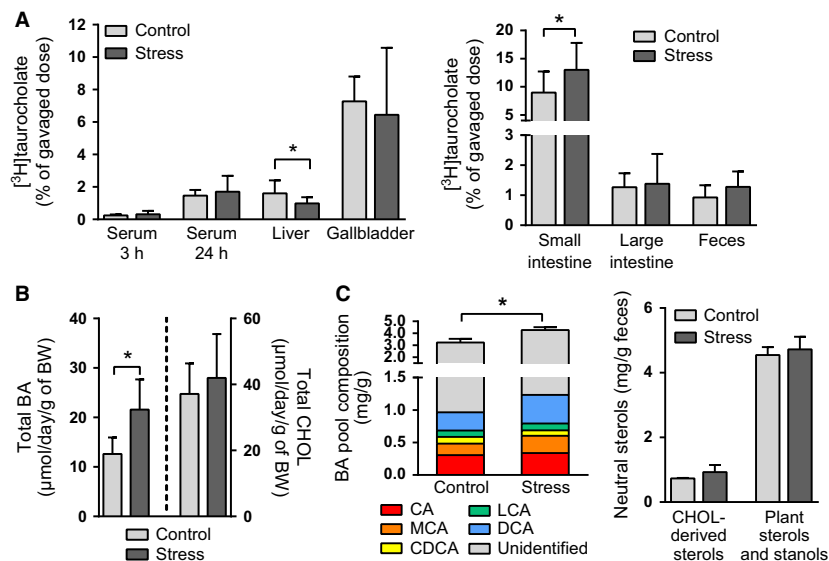 A
[³H]taurocholate
(% of gavaged dose)
12
10
8
6
4
2
0
Control
Stress
*
Serum
3 h
Serum
24 h
Liver
Gallbladder
[³H]taurocholate
(% of gavaged dose)
20
15
10
5
2
1
0
*
Control
Stress
Small
intestine
Large
intestine
Feces
B
Total BA
(μmol/day/g of BW)
40
30
20
10
0
*
60
40
20
0
Total CHOL
(μmol/day/g of BW)
Control
Stress
C
BA pool composition
(mg/g)
5.0
4.0
3.0
1.5
1.0
0.5
0.0
*
Control
Stress
CA
MCA
CDCA
LCA
DCA
Unidentified
Neutral sterols (mg/g feces)
6
4
2
0
Control
Stress
CHOL-
derived
sterols
Plant
sterols
and stanols